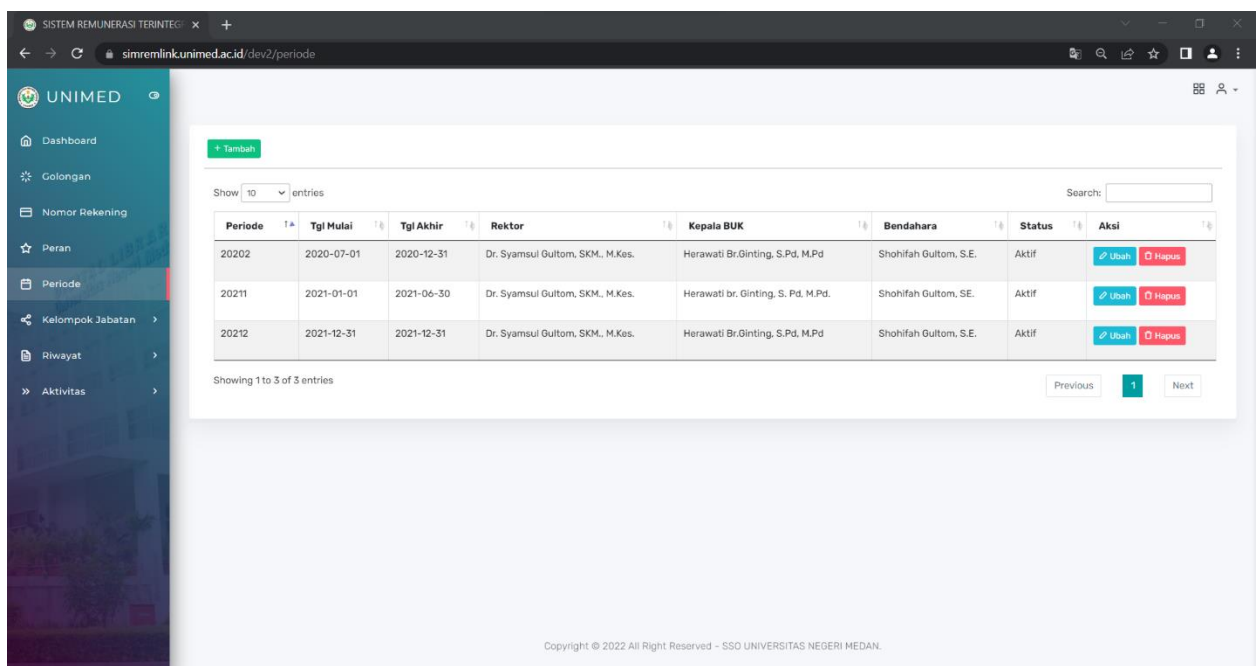 SISTEM REMUNERASI TERINTEG
simremlink.unimed.ac.id/dev2/periode
UNIMED
Dashboard
Golongan
Nomor Rekening
Peran
Periode
Kelompok Jabatan
Riwayat
Aktivitas
+ Tambah
Show 10 entries Search:
Periode Tgl Mulai Tgl Akhir Rektor Kepala BUK Bendahara Status Aksi
20202 2020-07-01 2020-12-31 Dr. Syamsul Gultom, SKM., M.Kes. Herawati Br.Ginting, S.Pd, M.Pd Shohifah Gultom, S.E. Aktif Ubah Hapus
20211 2021-01-01 2021-06-30 Dr. Syamsul Gultom, SKM., M.Kes. Herawati br. Ginting, S. Pd, M.Pd. Shohifah Gultom, SE. Aktif Ubah Hapus
20212 2021-12-31 2021-12-31 Dr. Syamsul Gultom, SKM., M.Kes. Herawati Br.Ginting, S.Pd, M.Pd Shohifah Gultom, S.E. Aktif Ubah Hapus
Showing 1 to 3 of 3 entries
Previous 1 Next
Copyright © 2022 All Right Reserved - SSO UNIVERSITAS NEGERI MEDAN.